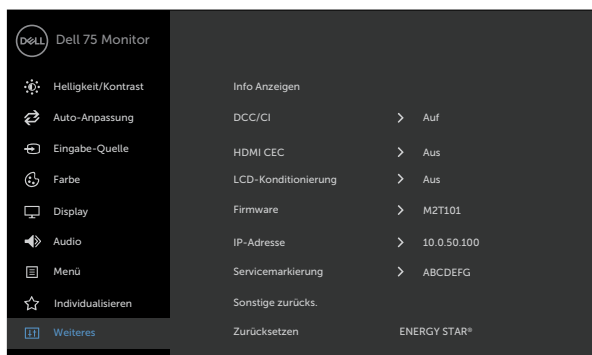 DELL Dell 75 Monitor
Helligkeit/Kontrast
Auto-Anpassung
Eingabe-Quelle
Farbe
Display
Audio
Menü
Individualisieren
Weiteres
Info Anzeigen
DCC/CI > Auf
HDMI CEC > Aus
LCD-Konditionierung > Aus
Firmware > M2T101
IP-Adresse > 10.0.50.100
Servicemarkierung > ABCDEFG
Sonstige zurücks.
Zurücksetzen ENERGY STAR®